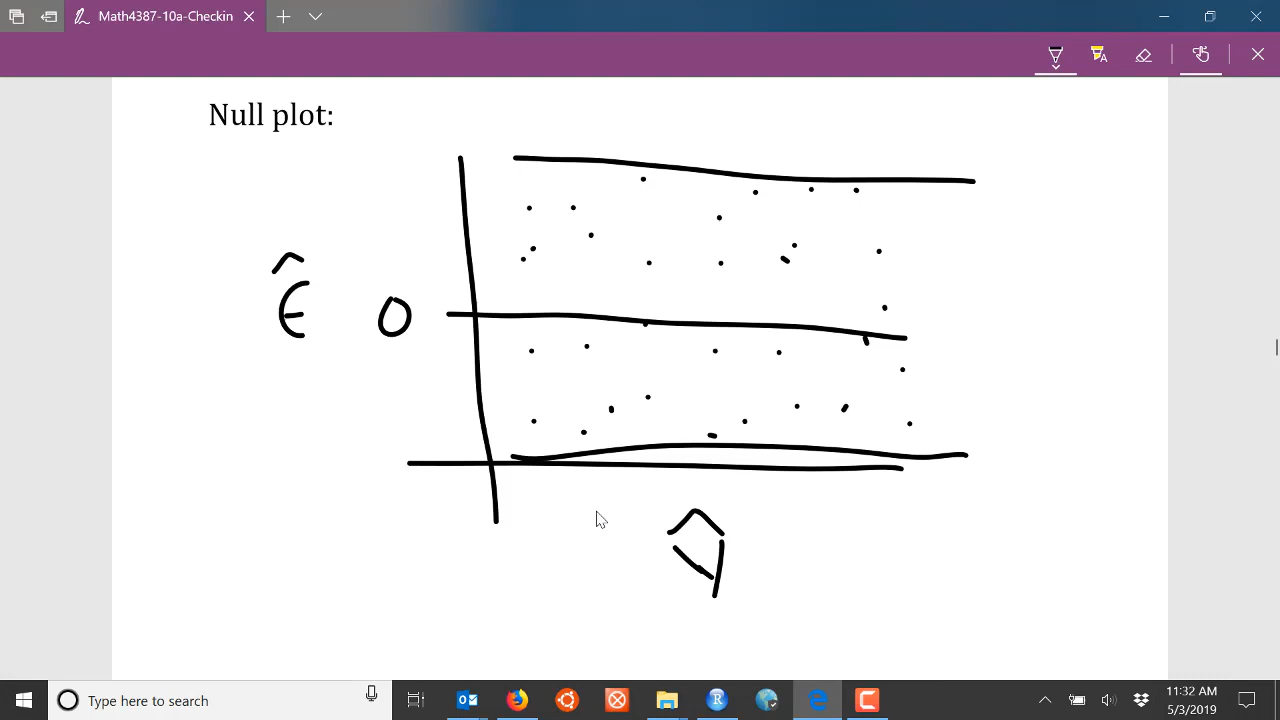 Math4387-10a-Checkin
Null plot:
ε̂
0
ŷ
Type here to search
11:32 AM
5/3/2019